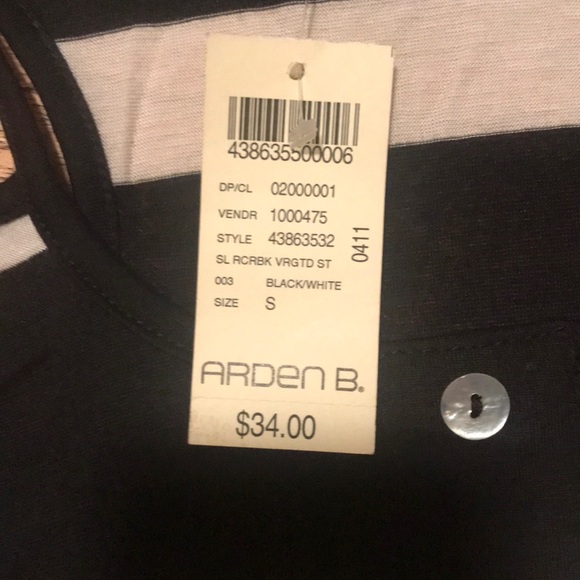 438635500006
DP/CL 02000001
VENDR 1000475
STYLE 43863532
0411
SL RCRBK VRGTD ST
003 BLACK/WHITE
SIZE S
ARDen B.
$34.00